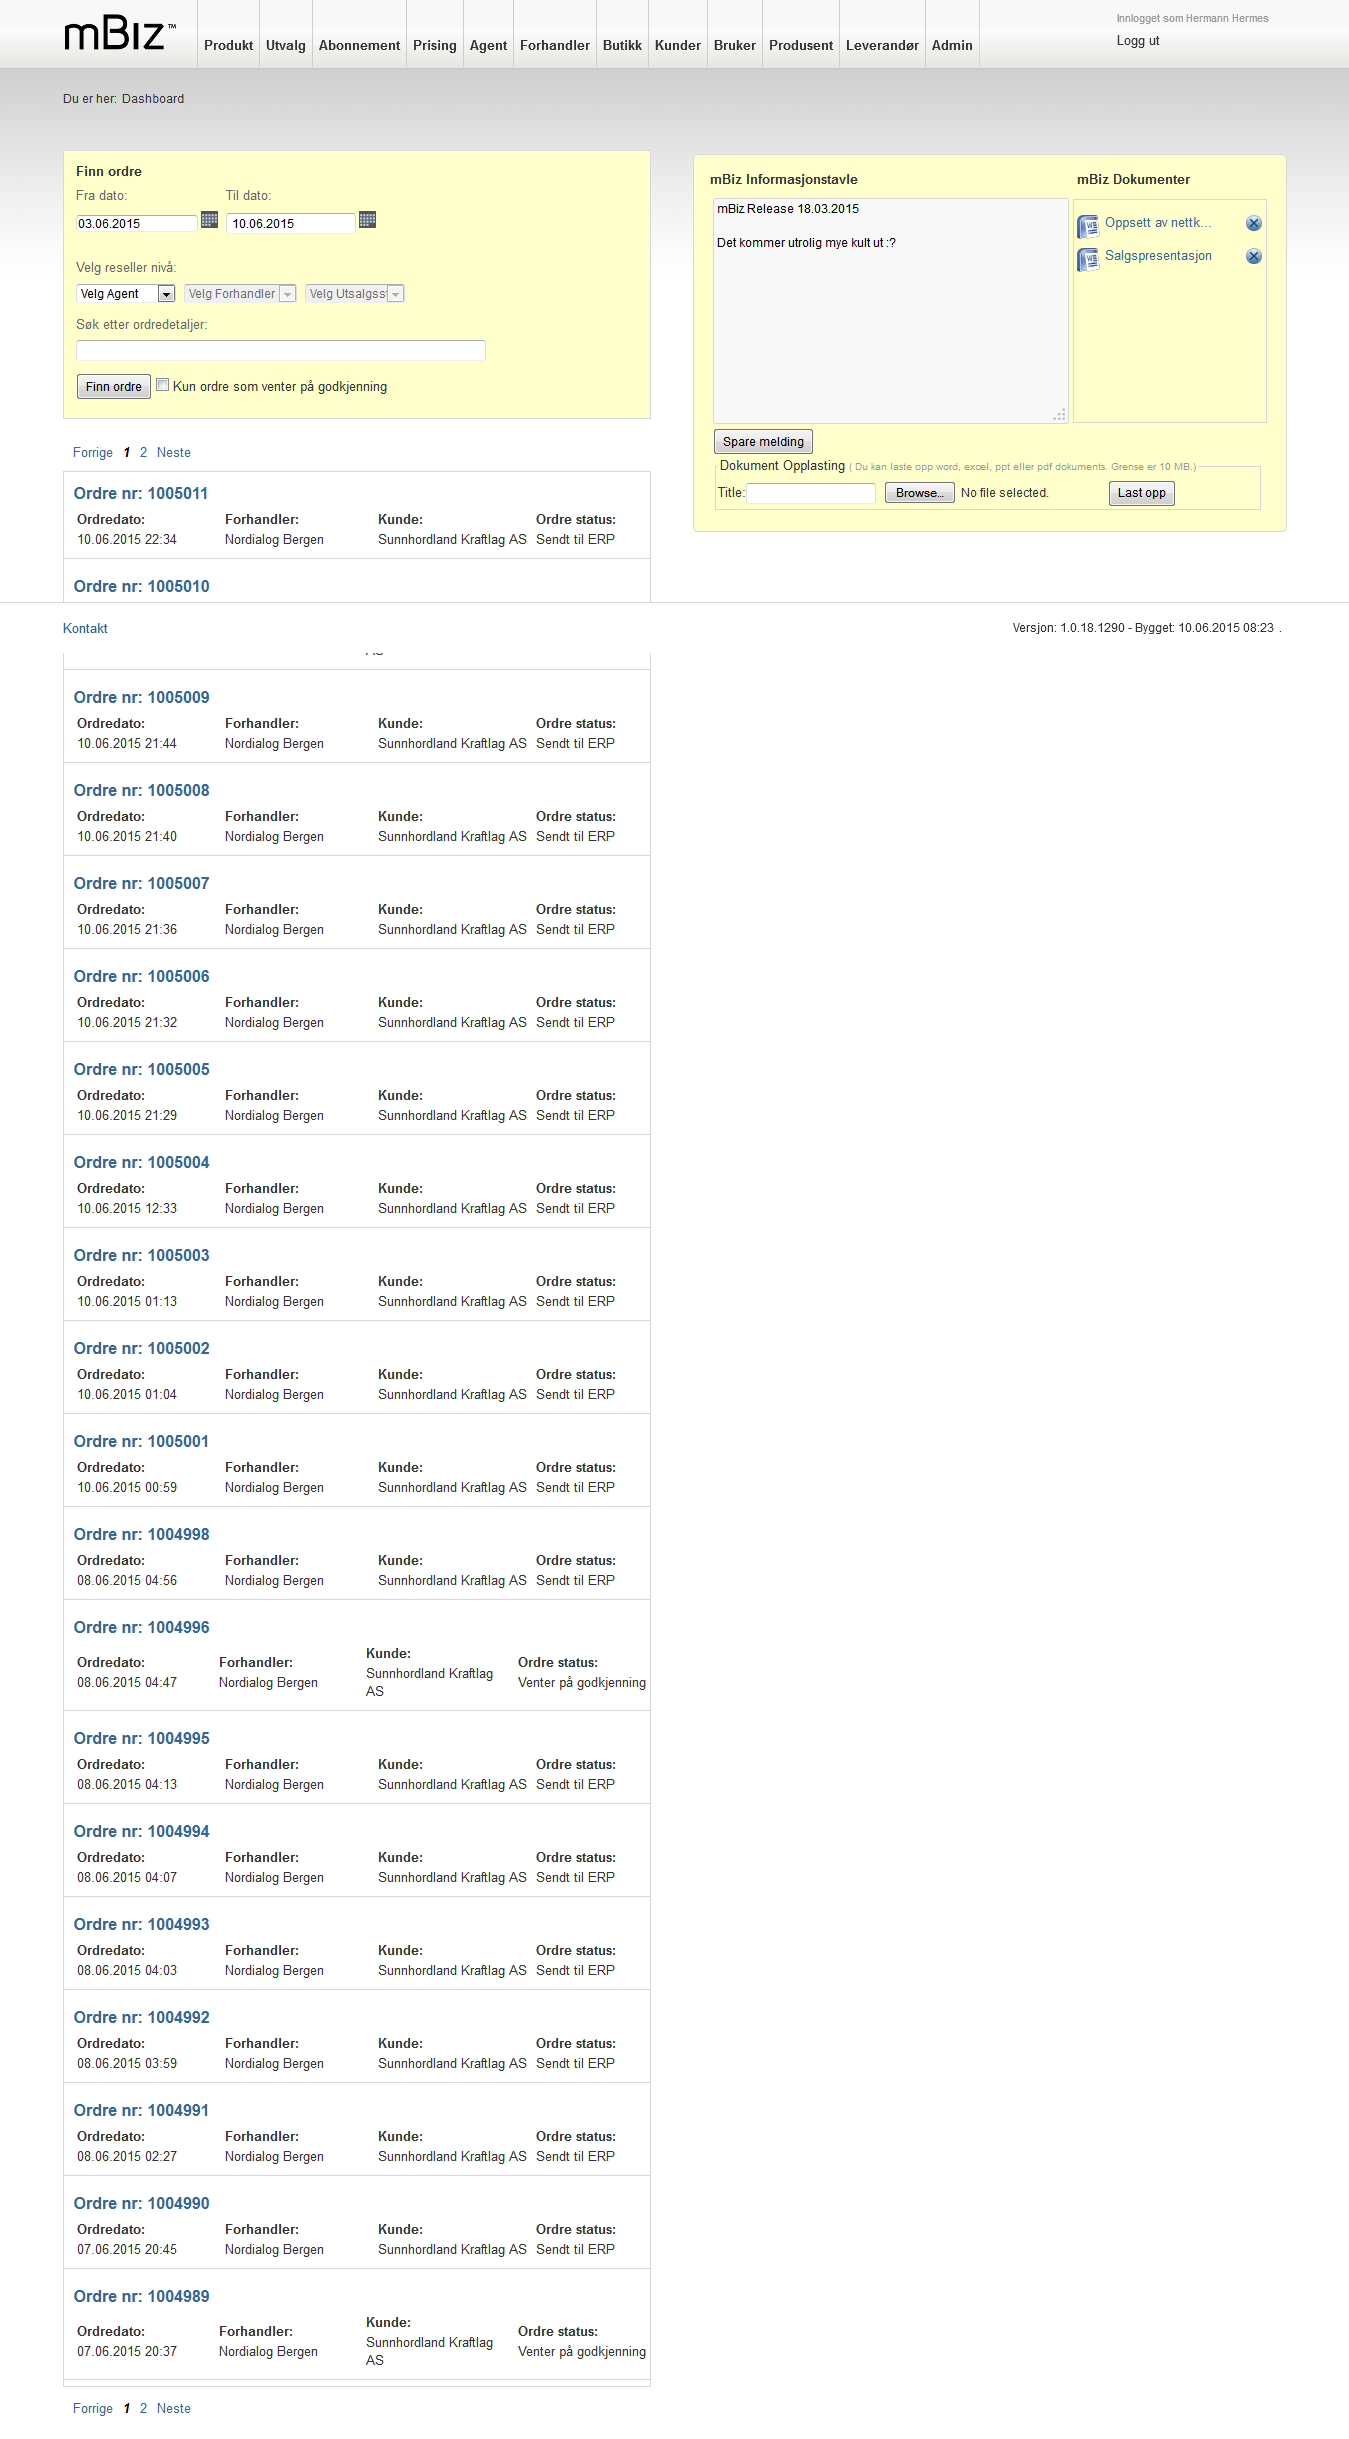 mBiz™
Produkt Utvalg Abonnement Prising Agent Forhandler Butikk Kunder Bruker Produsent Leverandør Admin
Innlogget som Hermann Hermes
Logg ut
Du er her: Dashboard
Finn ordre
Fra dato: Til dato:
03.06.2015 10.06.2015
Velg reseller nivå:
Velg Agent Velg Forhandler Velg Utsalgss
Søk etter ordredetaljer:
Finn ordre Kun ordre som venter på godkjenning
mBiz Informasjonstavle mBiz Dokumenter
mBiz Release 18.03.2015
Det kommer utrolig mye kult ut :?
Oppsett av nettk...
Salgspresentasjon
Spare melding
Dokument Opplasting ( Du kan laste opp word, excel, ppt eller pdf dokuments. Grense er 10 MB.)
Title: Browse... No file selected. Last opp
Forrige 1 2 Neste
Ordre nr: 1005011
Ordredato: Forhandler: Kunde: Ordre status:
10.06.2015 22:34 Nordialog Bergen Sunnhordland Kraftlag AS Sendt til ERP
Ordre nr: 1005010
Kontakt Versjon: 1.0.18.1290 - Bygget: 10.06.2015 08:23 .
Ordre nr: 1005009
Ordredato: Forhandler: Kunde: Ordre status:
10.06.2015 21:44 Nordialog Bergen Sunnhordland Kraftlag AS Sendt til ERP
Ordre nr: 1005008
Ordredato: Forhandler: Kunde: Ordre status:
10.06.2015 21:40 Nordialog Bergen Sunnhordland Kraftlag AS Sendt til ERP
Ordre nr: 1005007
Ordredato: Forhandler: Kunde: Ordre status:
10.06.2015 21:36 Nordialog Bergen Sunnhordland Kraftlag AS Sendt til ERP
Ordre nr: 1005006
Ordredato: Forhandler: Kunde: Ordre status:
10.06.2015 21:32 Nordialog Bergen Sunnhordland Kraftlag AS Sendt til ERP
Ordre nr: 1005005
Ordredato: Forhandler: Kunde: Ordre status:
10.06.2015 21:29 Nordialog Bergen Sunnhordland Kraftlag AS Sendt til ERP
Ordre nr: 1005004
Ordredato: Forhandler: Kunde: Ordre status:
10.06.2015 12:33 Nordialog Bergen Sunnhordland Kraftlag AS Sendt til ERP
Ordre nr: 1005003
Ordredato: Forhandler: Kunde: Ordre status:
10.06.2015 01:13 Nordialog Bergen Sunnhordland Kraftlag AS Sendt til ERP
Ordre nr: 1005002
Ordredato: Forhandler: Kunde: Ordre status:
10.06.2015 01:04 Nordialog Bergen Sunnhordland Kraftlag AS Sendt til ERP
Ordre nr: 1005001
Ordredato: Forhandler: Kunde: Ordre status:
10.06.2015 00:59 Nordialog Bergen Sunnhordland Kraftlag AS Sendt til ERP
Ordre nr: 1004998
Ordredato: Forhandler: Kunde: Ordre status:
08.06.2015 04:56 Nordialog Bergen Sunnhordland Kraftlag AS Sendt til ERP
Ordre nr: 1004996
Ordredato: Forhandler: Kunde: Ordre status:
08.06.2015 04:47 Nordialog Bergen Sunnhordland Kraftlag Venter på godkjenning
AS
Ordre nr: 1004995
Ordredato: Forhandler: Kunde: Ordre status:
08.06.2015 04:13 Nordialog Bergen Sunnhordland Kraftlag AS Sendt til ERP
Ordre nr: 1004994
Ordredato: Forhandler: Kunde: Ordre status:
08.06.2015 04:07 Nordialog Bergen Sunnhordland Kraftlag AS Sendt til ERP
Ordre nr: 1004993
Ordredato: Forhandler: Kunde: Ordre status:
08.06.2015 04:03 Nordialog Bergen Sunnhordland Kraftlag AS Sendt til ERP
Ordre nr: 1004992
Ordredato: Forhandler: Kunde: Ordre status:
08.06.2015 03:59 Nordialog Bergen Sunnhordland Kraftlag AS Sendt til ERP
Ordre nr: 1004991
Ordredato: Forhandler: Kunde: Ordre status:
08.06.2015 02:27 Nordialog Bergen Sunnhordland Kraftlag AS Sendt til ERP
Ordre nr: 1004990
Ordredato: Forhandler: Kunde: Ordre status:
07.06.2015 20:45 Nordialog Bergen Sunnhordland Kraftlag AS Sendt til ERP
Ordre nr: 1004989
Ordredato: Forhandler: Kunde: Ordre status:
07.06.2015 20:37 Nordialog Bergen Sunnhordland Kraftlag Venter på godkjenning
AS
Forrige 1 2 Neste